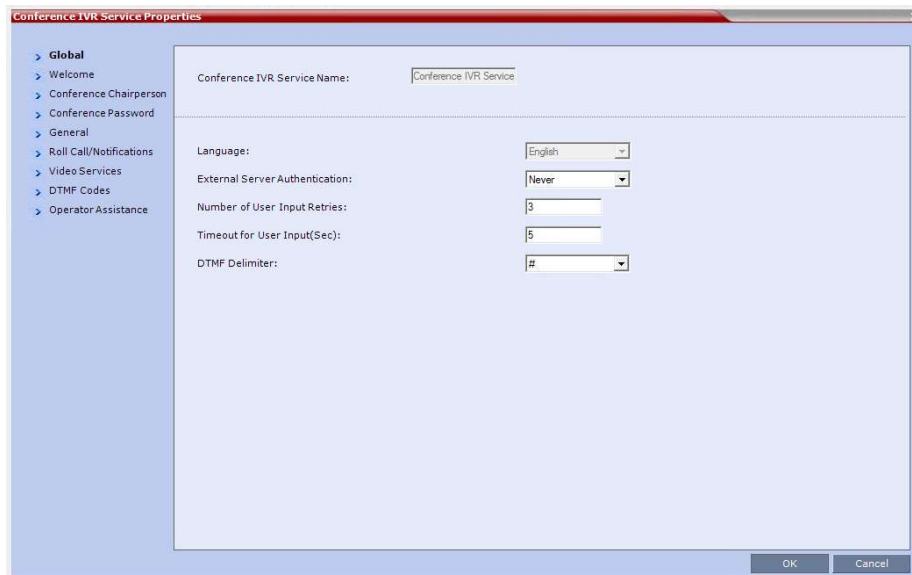 Conference IVR Service Properties
Global
Welcome
Conference Chairperson
Conference Password
General
Roll Call/Notifications
Video Services
DTMF Codes
Operator Assistance
Conference IVR Service Name: Conference IVR Service
Language: English
External Server Authentication: Never
Number of User Input Retries: 3
Timeout for User Input(Sec): 5
DTMF Delimiter: #
OK Cancel